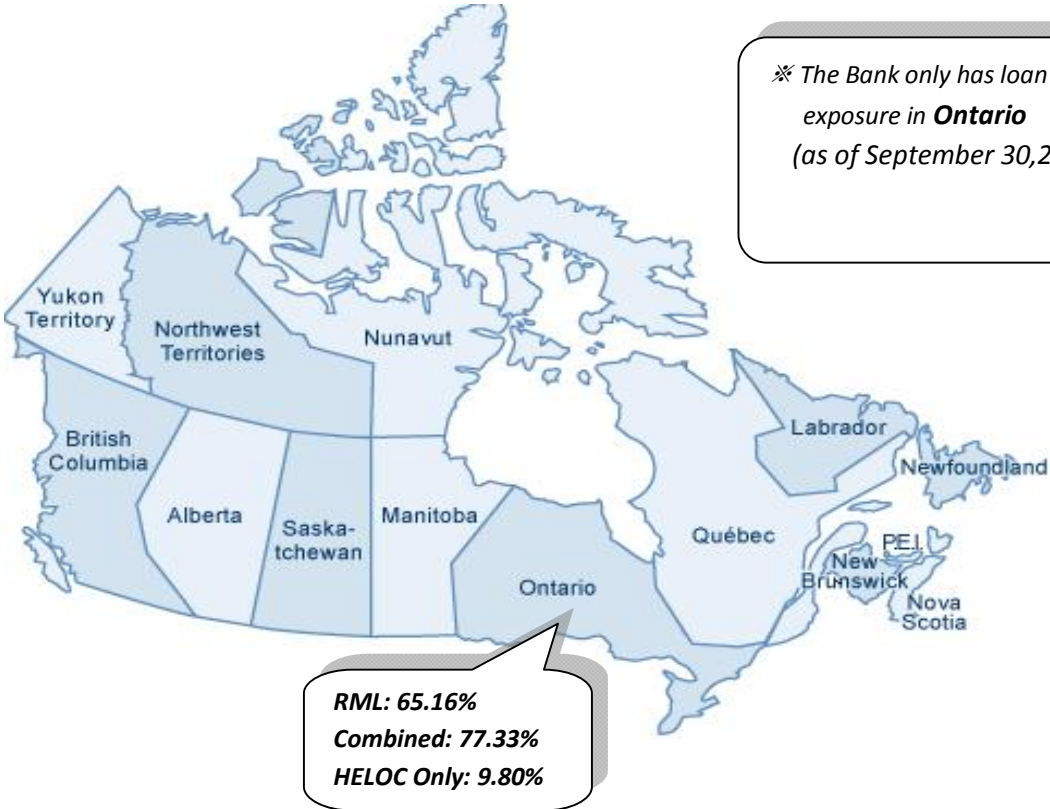 ※ The Bank only has loan
exposure in Ontario
(as of September 30,2
Yukon
Territory
Northwest
Territories
Nunavut
British
Columbia
Alberta
Saska-
tchewan
Manitoba
Ontario
Québec
Labrador
Newfoundland
P.E.I.
New
Brunswick
Nova
Scotia
RML: 65.16%
Combined: 77.33%
HELOC Only: 9.80%